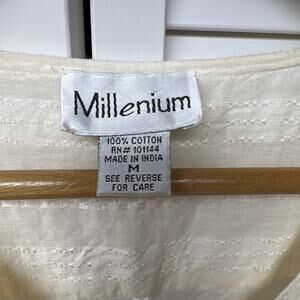 Millenium
100% COTTON
RN# 101144
MADE IN INDIA
M
SEE REVERSE
FOR CARE